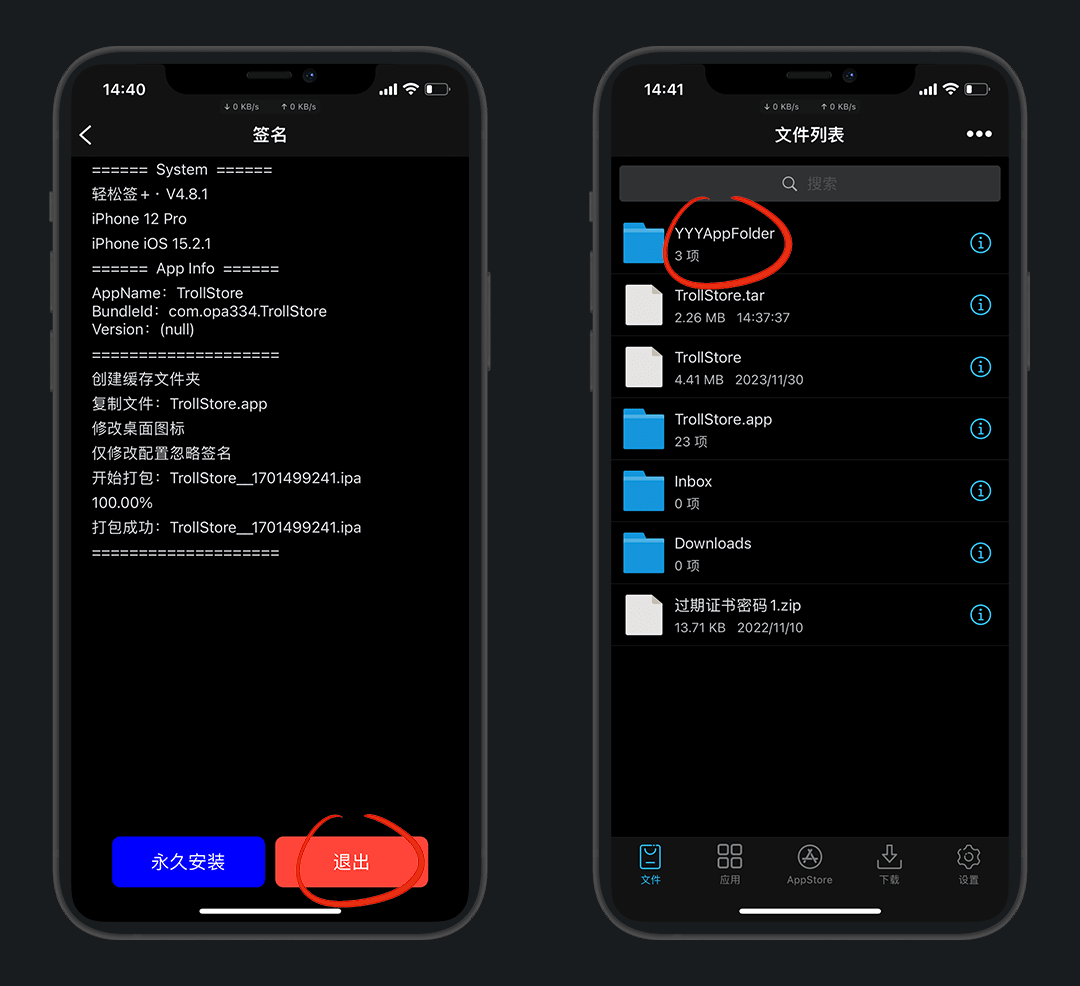 14:40
↓ 0 KB/s ↑ 0 KB/s
签名
====== System ======
轻松签+・V4.8.1
iPhone 12 Pro
iPhone iOS 15.2.1
====== App Info ======
AppName：TrollStore
BundleId：com.opa334.TrollStore
Version：(null)
====================
创建缓存文件夹
复制文件：TrollStore.app
修改桌面图标
仅修改配置忽略签名
开始打包：TrollStore__1701499241.ipa
100.00%
打包成功：TrollStore__1701499241.ipa
====================
永久安装
退出
14:41
↓ 0 KB/s ↑ 0 KB/s
文件列表
搜索
YYYAppFolder
3 项
TrollStore.tar
2.26 MB 14:37:37
TrollStore
4.41 MB 2023/11/30
TrollStore.app
23 项
Inbox
0 项
Downloads
0 项
过期证书密码1.zip
13.71 KB 2022/11/10
文件
应用
AppStore
下载
设置